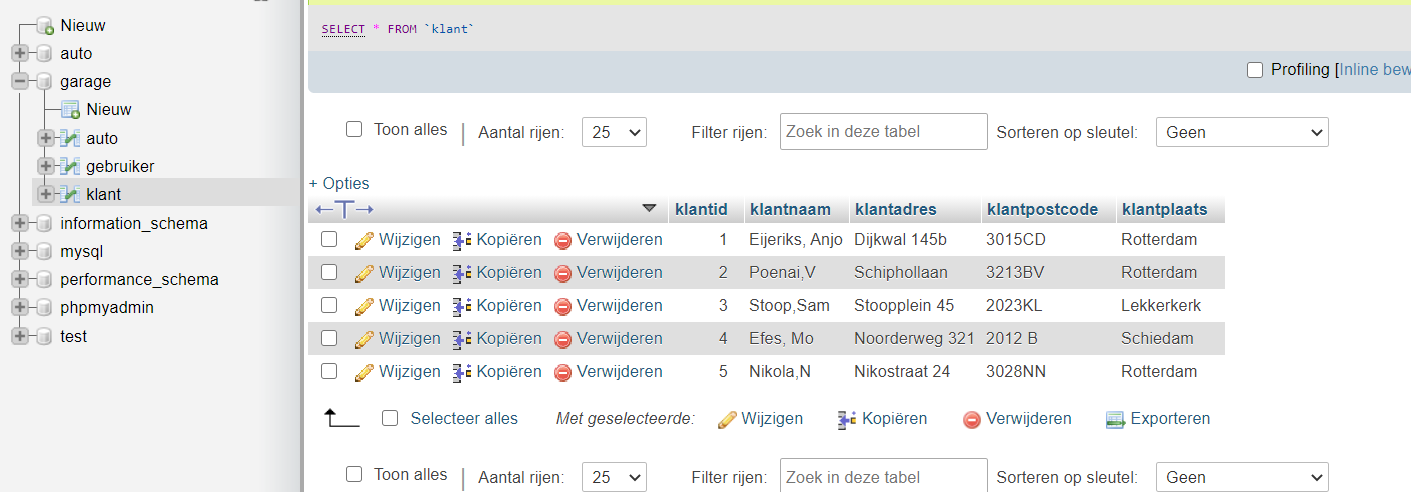 Nieuw
auto
garage
Nieuw
auto
gebruiker
klant
information_schema
mysql
performance_schema
phpmyadmin
test
SELECT * FROM `klant`
Profiling [Inline bew
Toon alles | Aantal rijen: 25 Filter rijen: Zoek in deze tabel Sorteren op sleutel: Geen
+ Opties
←T→ klantid klantnaam klantadres klantpostcode klantplaats
Wijzigen Kopiëren Verwijderen 1 Eijeriks, Anjo Dijkwal 145b 3015CD Rotterdam
Wijzigen Kopiëren Verwijderen 2 Poenai,V Schiphollaan 3213BV Rotterdam
Wijzigen Kopiëren Verwijderen 3 Stoop,Sam Stoopplein 45 2023KL Lekkerkerk
Wijzigen Kopiëren Verwijderen 4 Efes, Mo Noorderweg 321 2012 B Schiedam
Wijzigen Kopiëren Verwijderen 5 Nikola,N Nikostraat 24 3028NN Rotterdam
Selecteer alles Met geselecteerde: Wijzigen Kopiëren Verwijderen Exporteren
Toon alles | Aantal rijen: 25 Filter rijen: Zoek in deze tabel Sorteren op sleutel: Geen